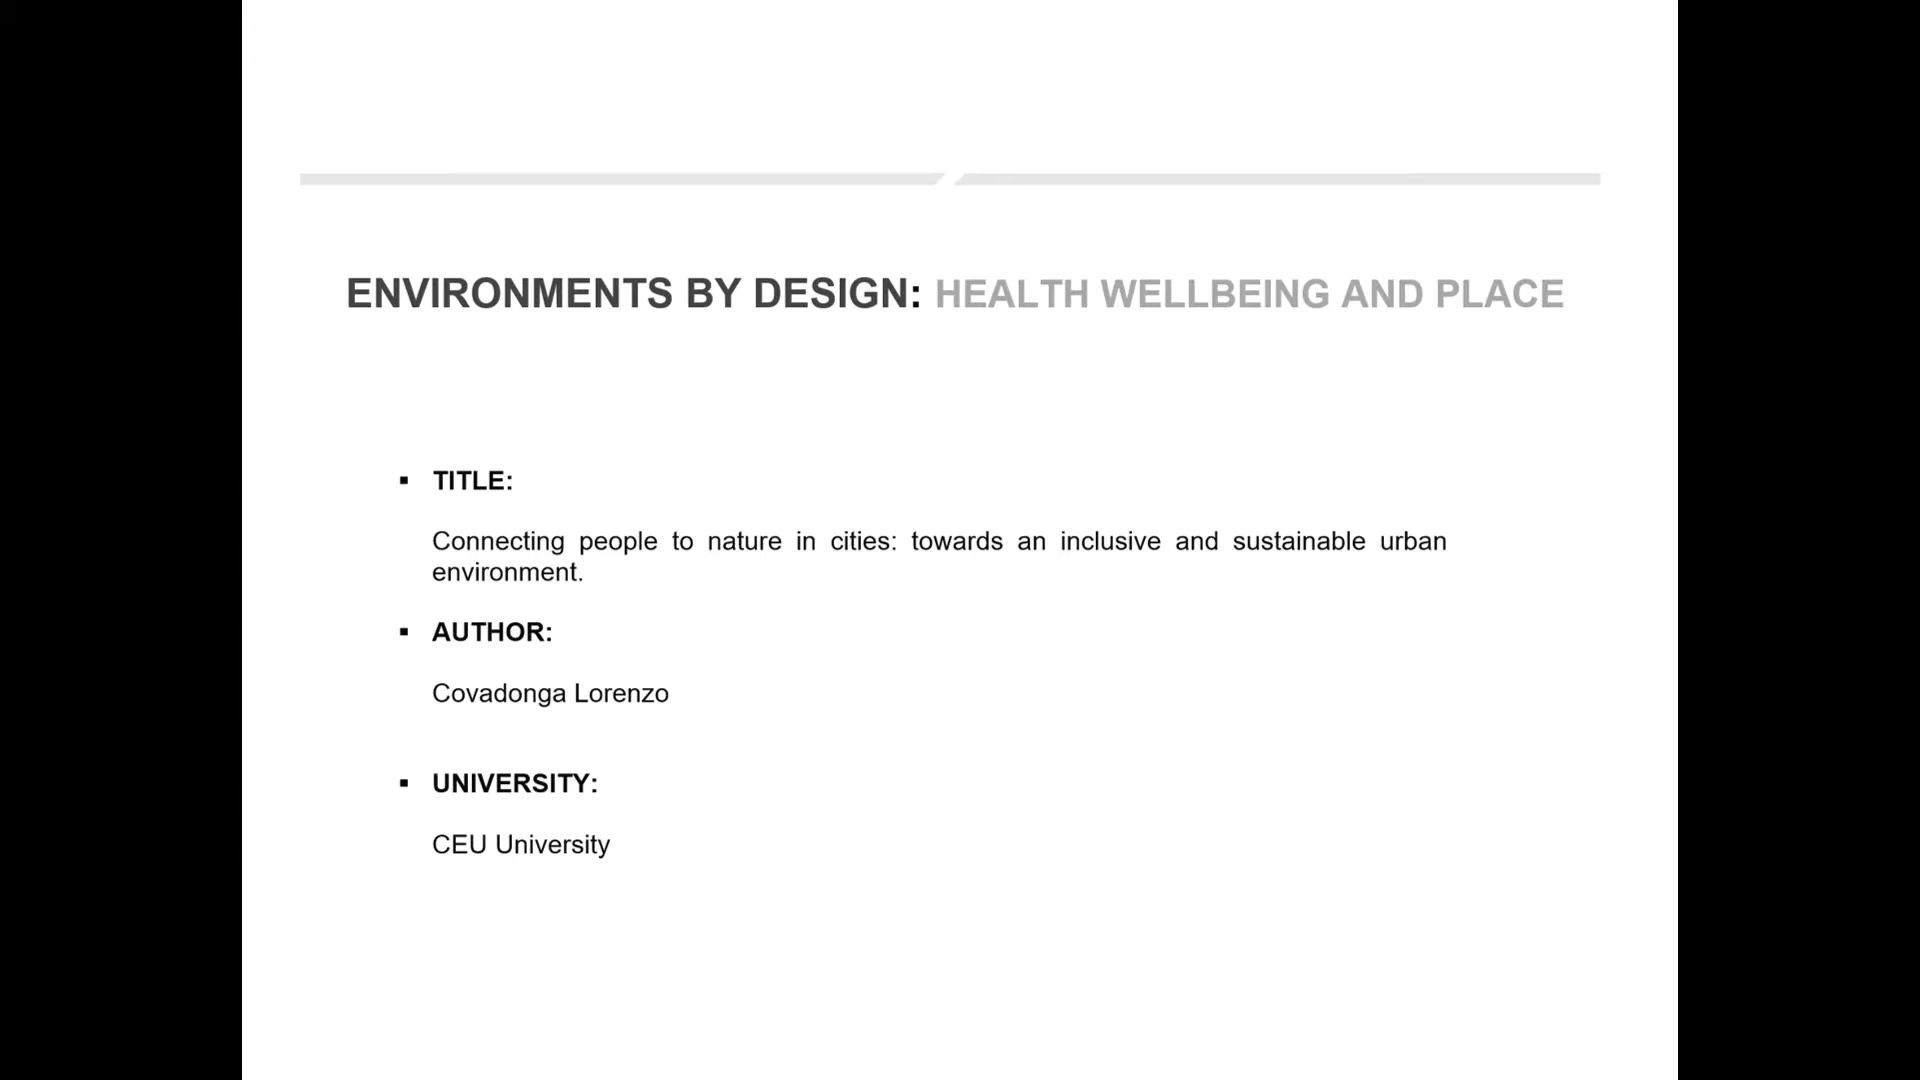 ENVIRONMENTS BY DESIGN: HEALTH WELLBEING AND PLACE
▪ TITLE:
Connecting people to nature in cities: towards an inclusive and sustainable urban
environment.
▪ AUTHOR:
Covadonga Lorenzo
▪ UNIVERSITY:
CEU University